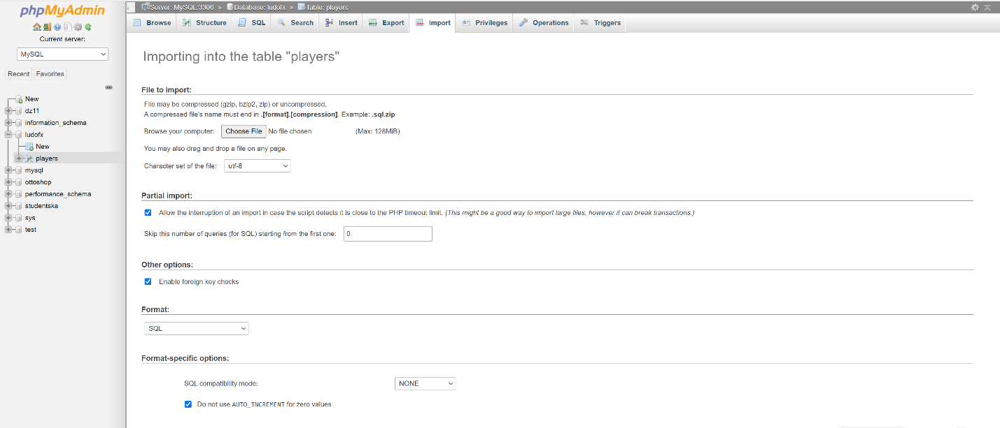 phpMyAdmin
Current server:
MySQL
Recent
Favorites
New
dz11
information_schema
ludofx
New
players
mysql
ottoshop
performance_schema
studentska
sys
test
Server: MySQL:3306 » Database: ludofx » Table: players
Browse
Structure
SQL
Search
Insert
Export
Import
Privileges
Operations
Triggers
Importing into the table "players"
File to import:
File may be compressed (gzip, bzip2, zip) or uncompressed.
A compressed file's name must end in .[format].[compression]. Example: .sql.zip
Browse your computer: Choose File No file chosen (Max: 128MiB)
You may also drag and drop a file on any page.
Character set of the file: utf-8
Partial import:
Allow the interruption of an import in case the script detects it is close to the PHP timeout limit. (This might be a good way to import large files, however it can break transactions.)
Skip this number of queries (for SQL) starting from the first one: 0
Other options:
Enable foreign key checks
Format:
SQL
Format-specific options:
SQL compatibility mode: NONE
Do not use AUTO_INCREMENT for zero values